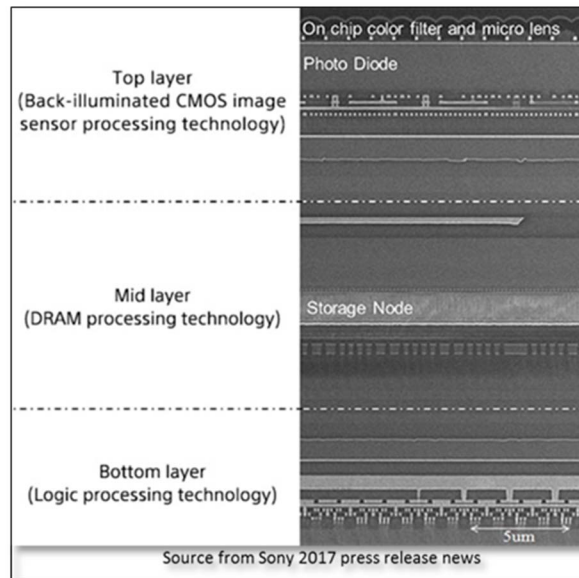 On chip color filter and micro lens
Photo Diode
Top layer
(Back-illuminated CMOS image
sensor processing technology)
Mid layer
(DRAM processing technology)
Storage Node
Bottom layer
(Logic processing technology)
5um
Source from Sony 2017 press release news